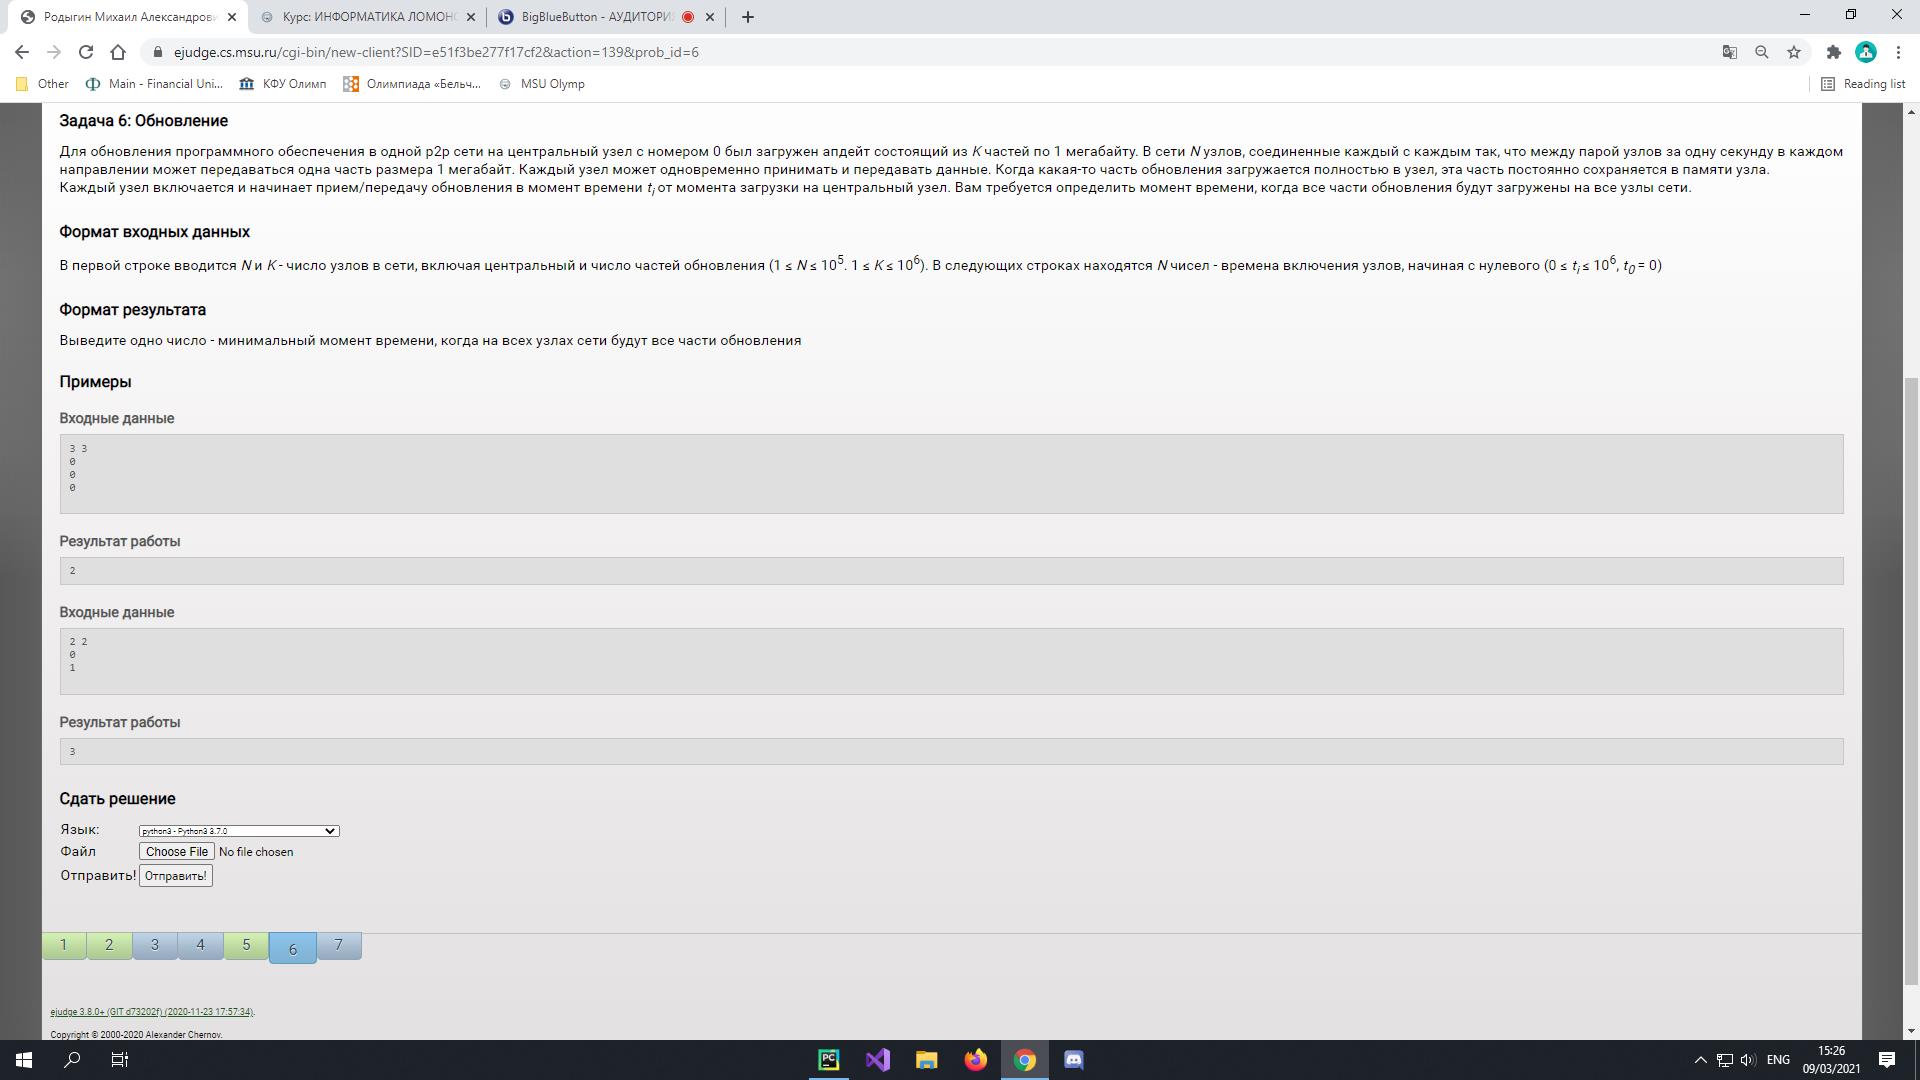 Родыгин Михаил Александрови
Курс: ИНФОРМАТИКА ЛОМОНО
BigBlueButton - АУДИТОРИ
ejudge.cs.msu.ru/cgi-bin/new-client?SID=e51f3be277f17cf2&action=139&prob_id=6
Other
Main - Financial Uni...
КФУ Олимп
Олимпиада «Бельч...
MSU Olymp
Reading list
Задача 6: Обновление
Для обновления программного обеспечения в одной p2p сети на центральный узел с номером 0 был загружен апдейт состоящий из K частей по 1 мегабайту. В сети N узлов, соединенные каждый с каждым так, что между парой узлов за одну секунду в каждом
направлении может передаваться одна часть размера 1 мегабайт. Каждый узел может одновременно принимать и передавать данные. Когда какая-то часть обновления загружается полностью в узел, эта часть постоянно сохраняется в памяти узла.
Каждый узел включается и начинает прием/передачу обновления в момент времени ti от момента загрузки на центральный узел. Вам требуется определить момент времени, когда все части обновления будут загружены на все узлы сети.
Формат входных данных
В первой строке вводится N и K - число узлов в сети, включая центральный и число частей обновления (1 ≤ N ≤ 10^5. 1 ≤ K ≤ 10^6). В следующих строках находятся N чисел - времена включения узлов, начиная с нулевого (0 ≤ ti ≤ 10^6, t0 = 0)
Формат результата
Выведите одно число - минимальный момент времени, когда на всех узлах сети будут все части обновления
Примеры
Входные данные
3 3
0
0
0
Результат работы
2
Входные данные
2 2
0
1
Результат работы
3
Сдать решение
Язык: python3 - Python3 3.7.0
Файл Choose File No file chosen
Отправить! Отправить!
1 2 3 4 5 6 7
ejudge 3.8.0+ (GIT d73202f) (2020-11-23 17:57:34).
Copyright © 2000-2020 Alexander Chernov.
PC
ENG
15:26
09/03/2021